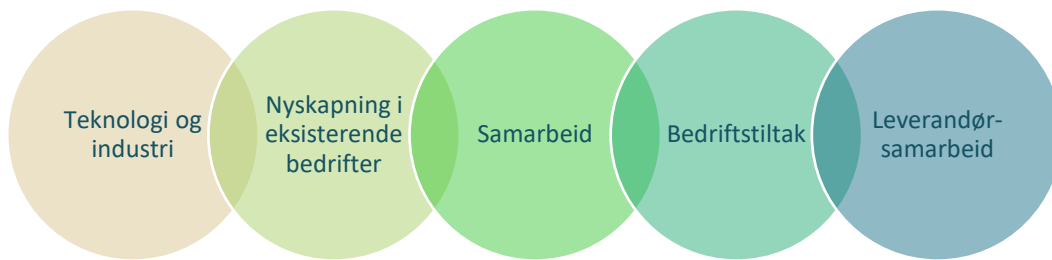 Teknologi og
industri
Nyskapning i
eksisterende
bedrifter
Samarbeid
Bedriftstiltak
Leverandør-
samarbeid